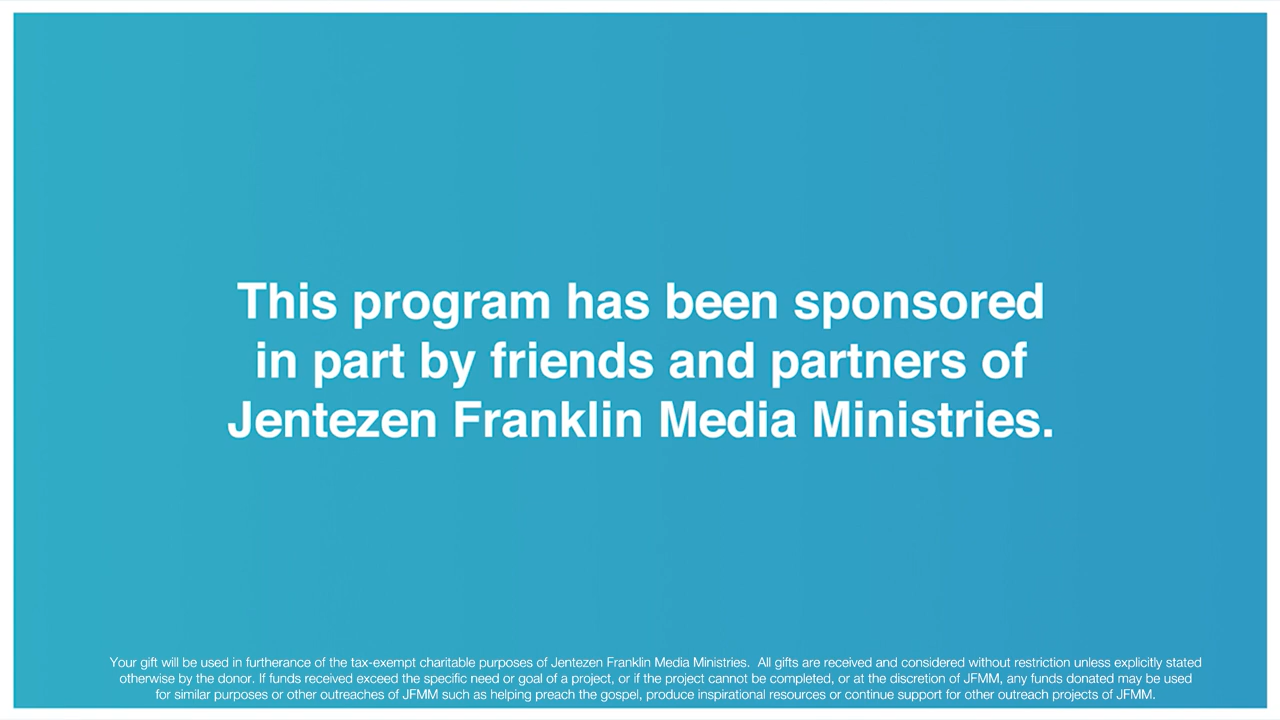 This program has been sponsored
in part by friends and partners of
Jentezen Franklin Media Ministries.
Your gift will be used in furtherance of the tax-exempt charitable purposes of Jentezen Franklin Media Ministries.  All gifts are received and considered without restriction unless explicitly stated
otherwise by the donor. If funds received exceed the specific need or goal of a project, or if the project cannot be completed, or at the discretion of JFMM, any funds donated may be used
for similar purposes or other outreaches of JFMM such as helping preach the gospel, produce inspirational resources or continue support for other outreach projects of JFMM.